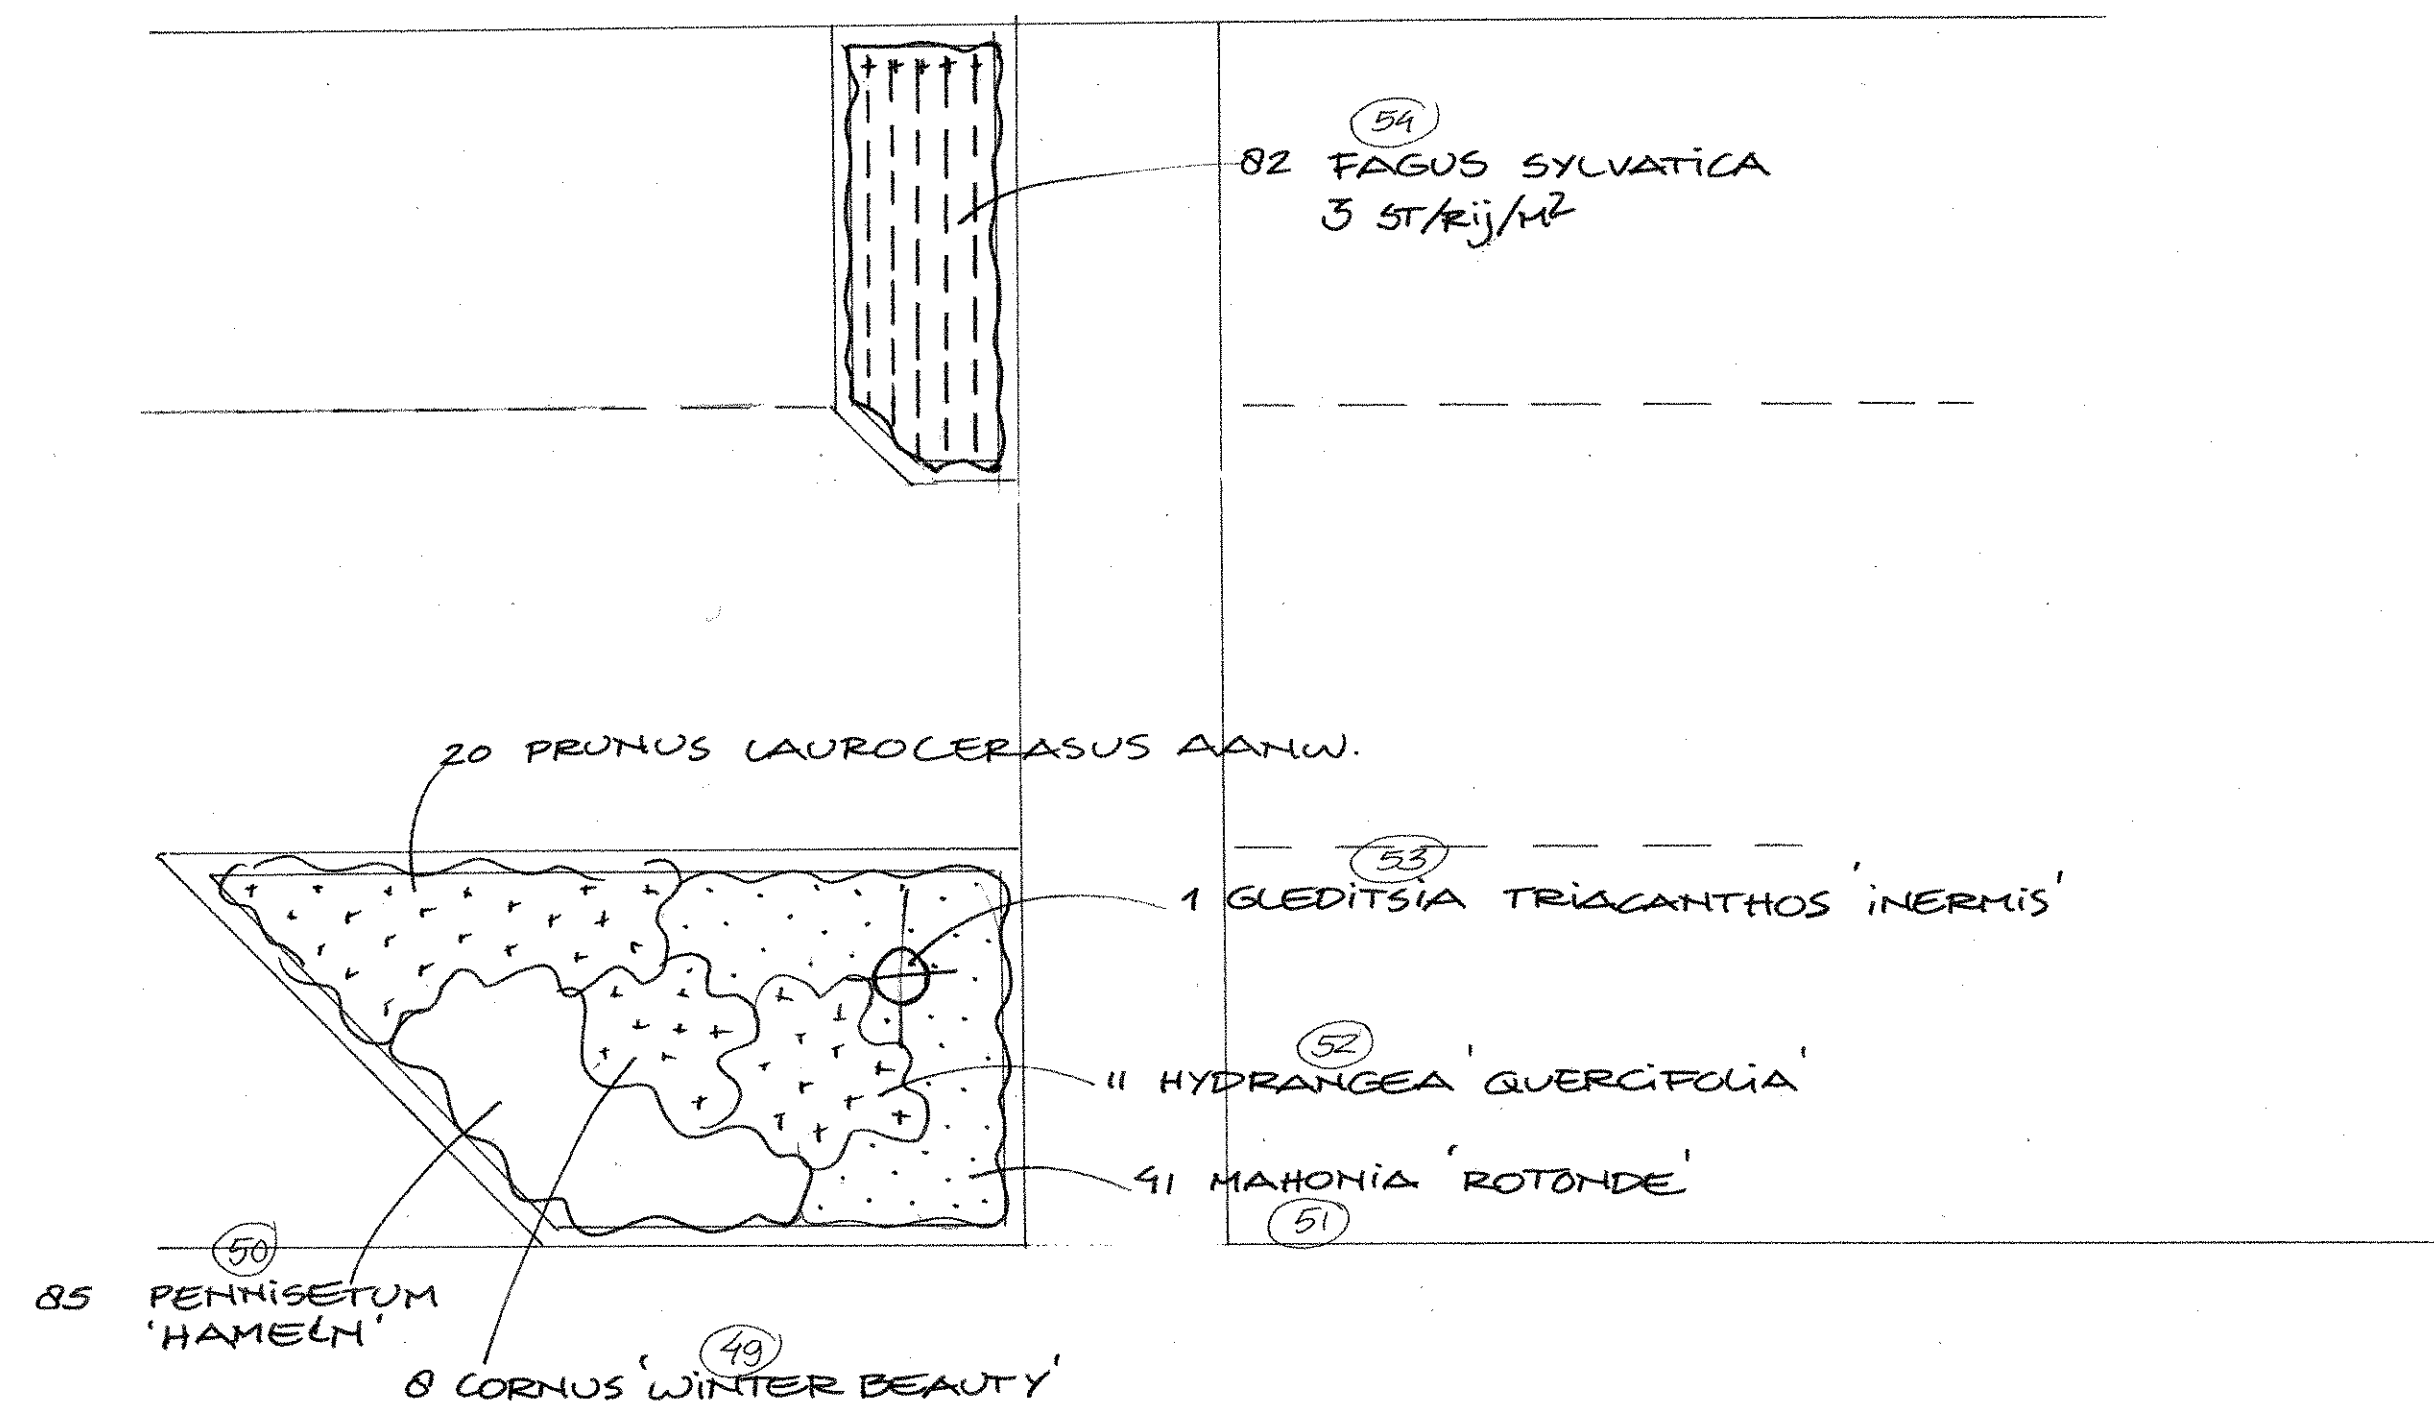 54
82 FAGUS SYLVATICA
3 ST/Rij/M²
20 PRUNUS LAUROCERASUS AANW.
53
1 GLEDITSIA TRIACANTHOS 'INERMIS'
52
11 HYDRANGEA 'QUERCIFOLIA'
41 MAHONIA 'ROTONDE'
51
50
85 PENNISETUM
'HAMELN'
49
8 CORNUS 'WINTER BEAUTY'